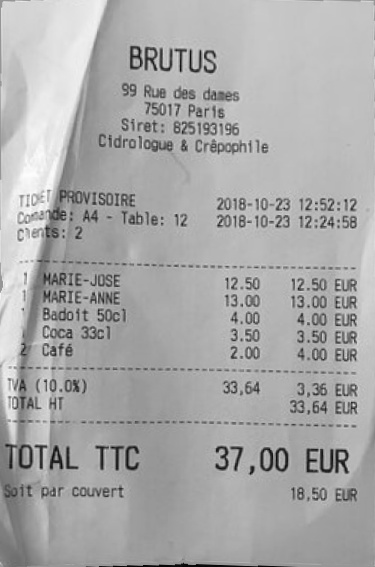 BRUTUS
99 Rue des dames
75017 Paris
Siret: 825193196
Cidrologue & Crêpophile
TICKET PROVISOIRE 2018-10-23 12:52:12
Comande: A4 - Table: 12 2018-10-23 12:24:58
Clients: 2
1 MARIE-JOSE 12.50 12.50 EUR
1 MARIE-ANNE 13.00 13.00 EUR
1 Badoit 50cl 4.00 4.00 EUR
1 Coca 33cl 3.50 3.50 EUR
2 Café 2.00 4.00 EUR
TVA (10.0%) 33,64 3,36 EUR
TOTAL HT 33,64 EUR
TOTAL TTC 37,00 EUR
Soit par couvert 18,50 EUR